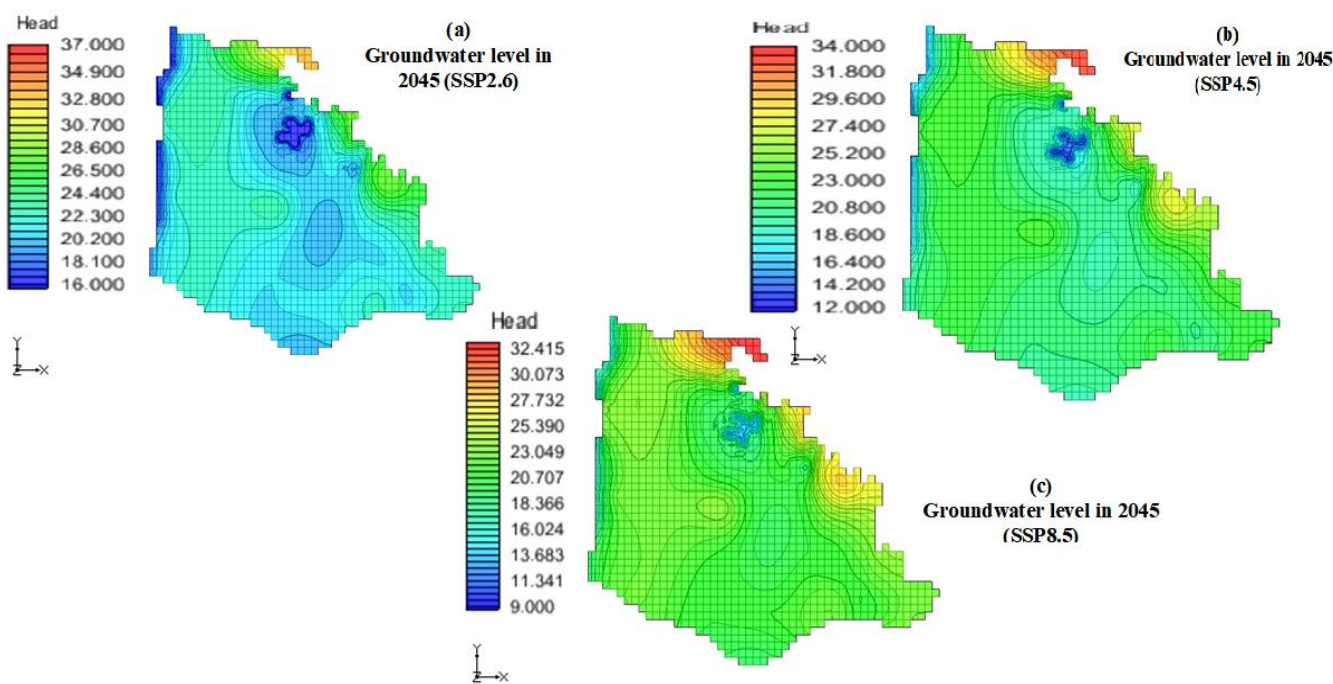 Head
37.000
34.900
32.800
30.700
28.600
26.500
24.400
22.300
20.200
18.100
16.000
(a)
Groundwater level in
2045 (SSP2.6)
Y
Z
X
Head
34.000
31.800
29.600
27.400
25.200
23.000
20.800
18.600
16.400
14.200
12.000
(b)
Groundwater level in 2045
(SSP4.5)
Y
Z
X
Head
32.415
30.073
27.732
25.390
23.049
20.707
18.366
16.024
13.683
11.341
9.000
(c)
Groundwater level in 2045
(SSP8.5)
Y
Z
X